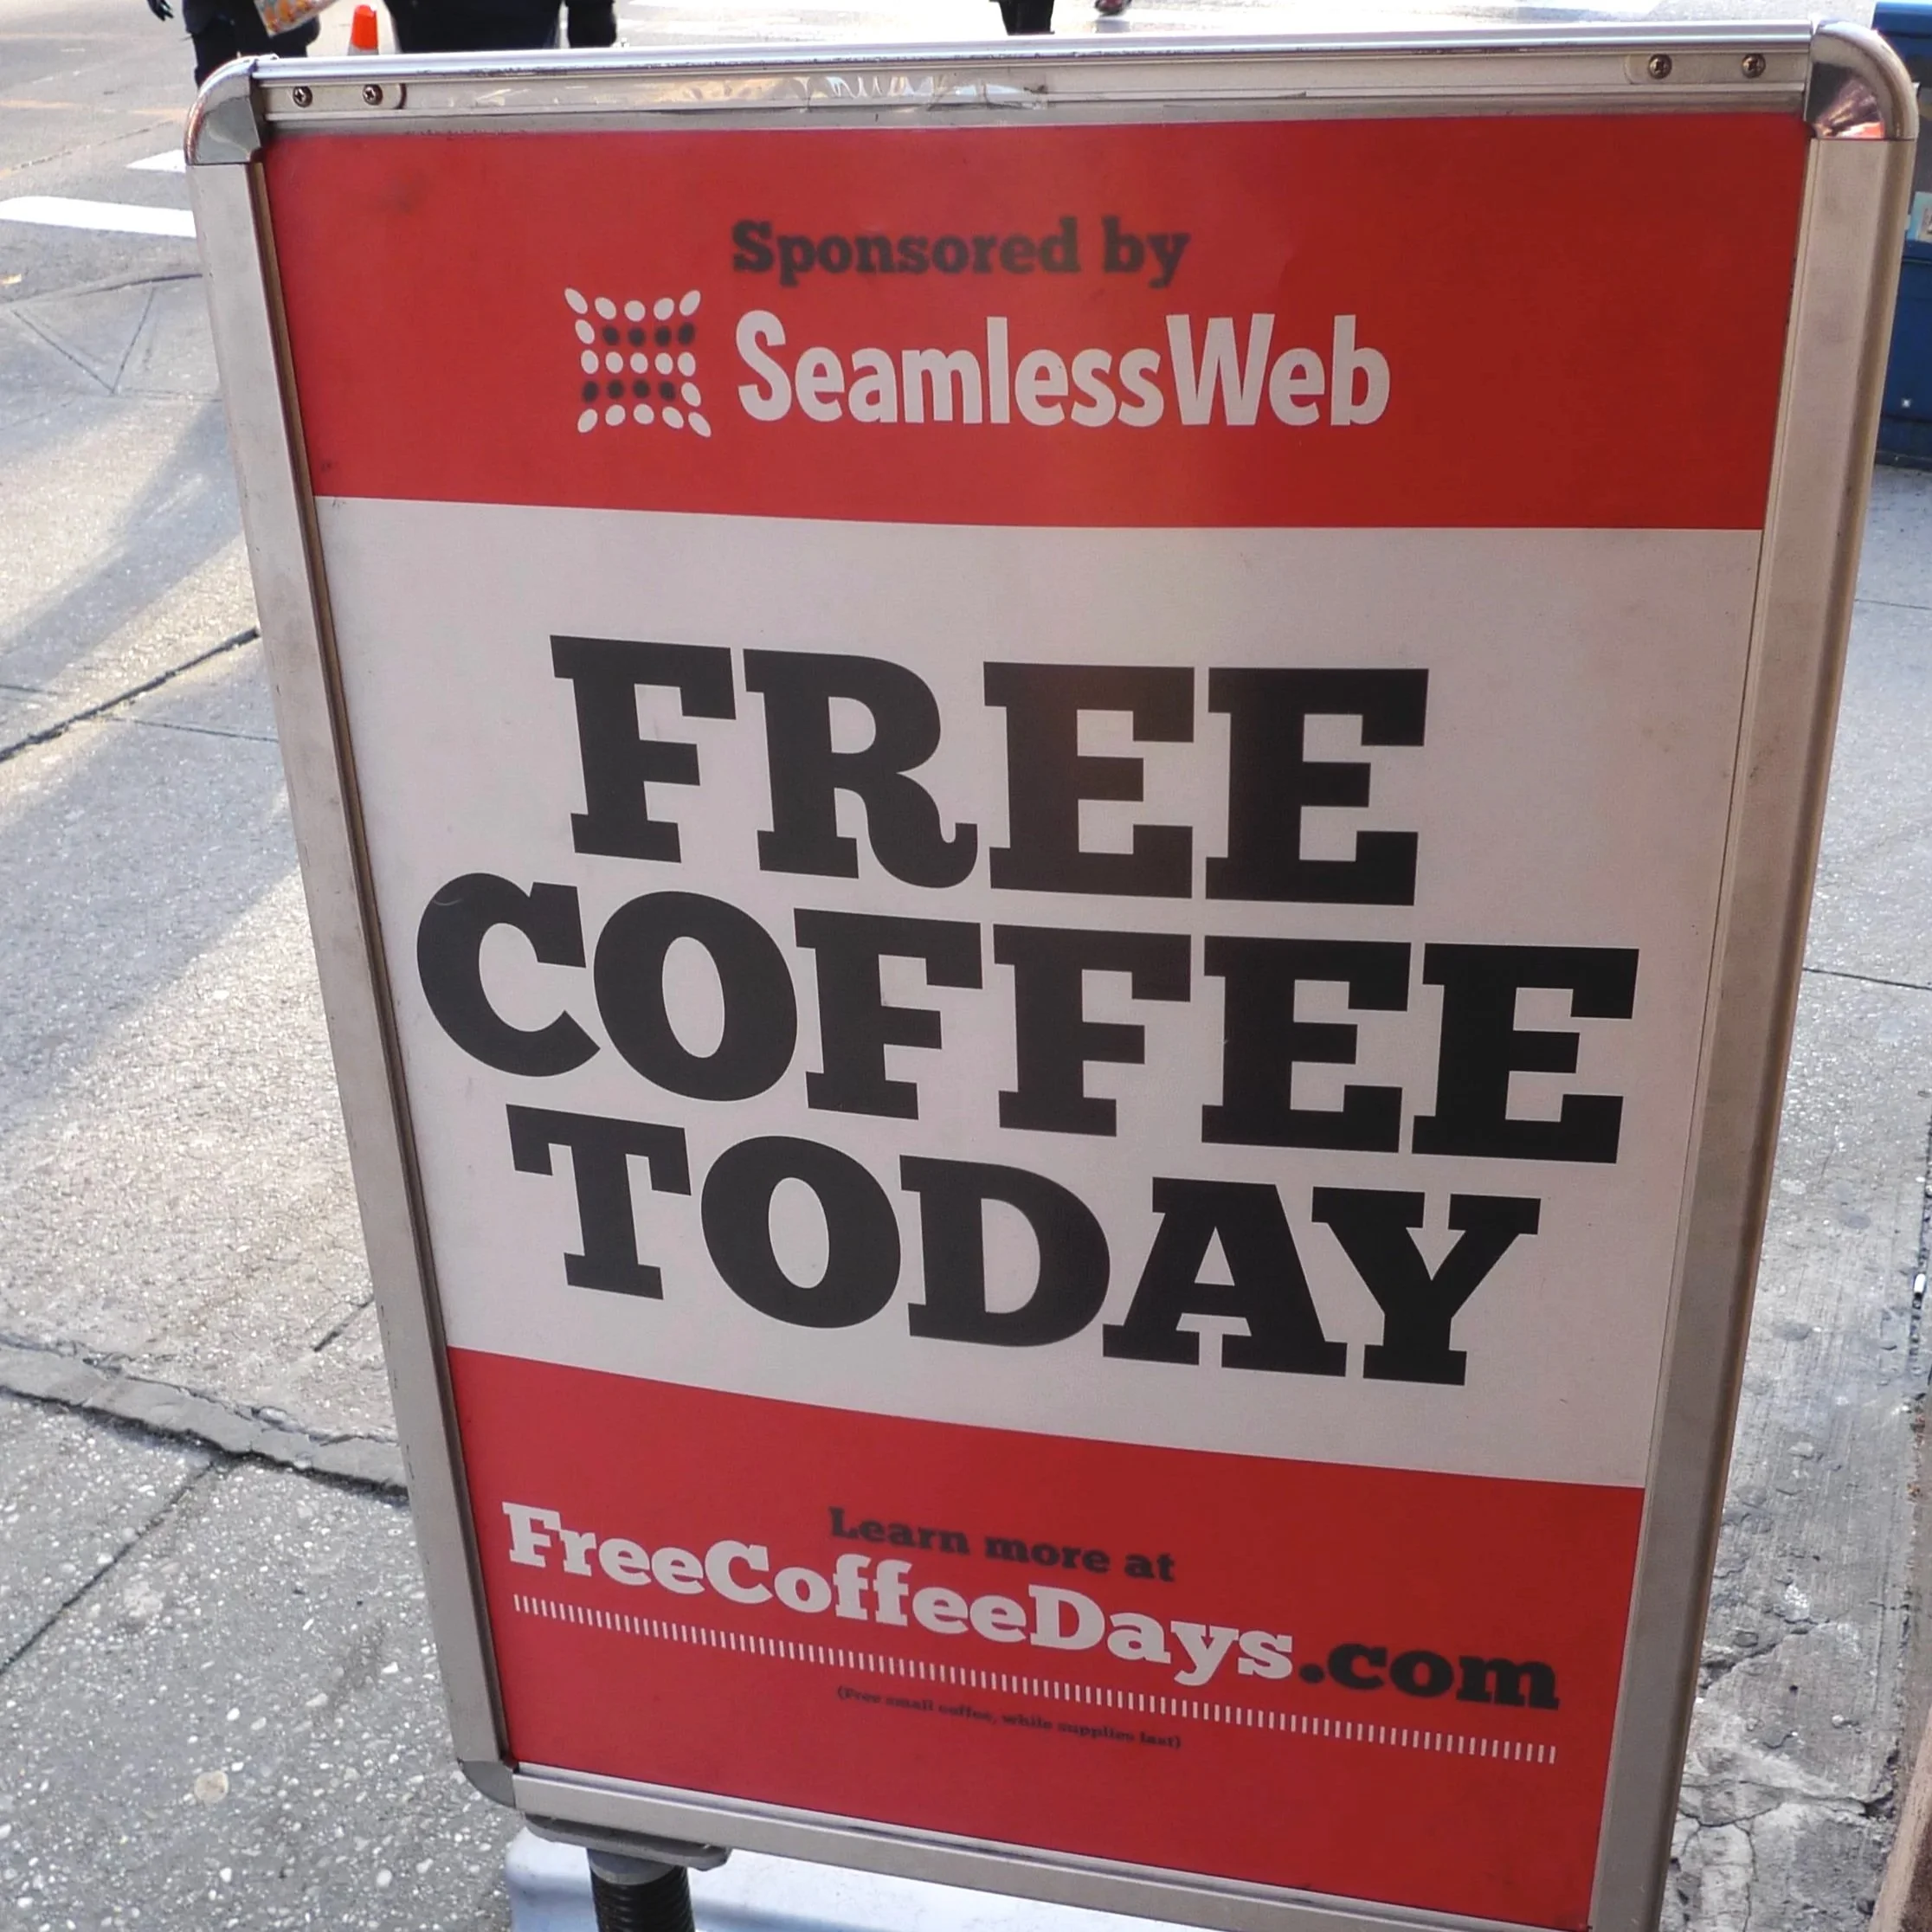 Sponsored by
SeamlessWeb
FREE
COFFEE
TODAY
Learn more at
FreeCoffeeDays.com
(Free small coffee, while supplies last)